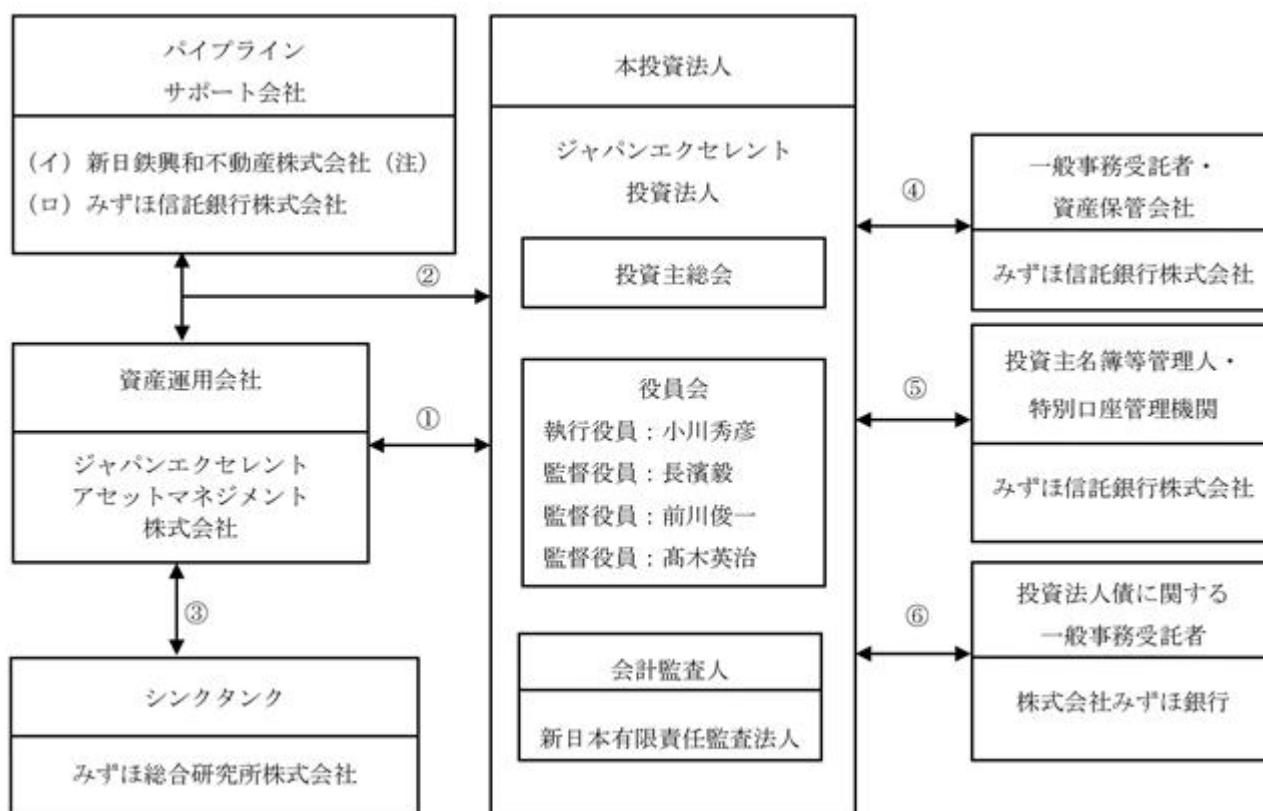 パイプライン
サポート会社
（イ）新日鉄興和不動産株式会社（注）
（ロ）みずほ信託銀行株式会社
②
資産運用会社
ジャパンエクセレント
アセットマネジメント
株式会社
①
③
シンクタンク
みずほ総合研究所株式会社
本投資法人
ジャパンエクセレント
投資法人
投資主総会
役員会
執行役員：小川秀彦
監督役員：長濱毅
監督役員：前川俊一
監督役員：髙木英治
会計監査人
新日本有限責任監査法人
④
一般事務受託者・
資産保管会社
みずほ信託銀行株式会社
⑤
投資主名簿等管理人・
特別口座管理機関
みずほ信託銀行株式会社
⑥
投資法人債に関する
一般事務受託者
株式会社みずほ銀行